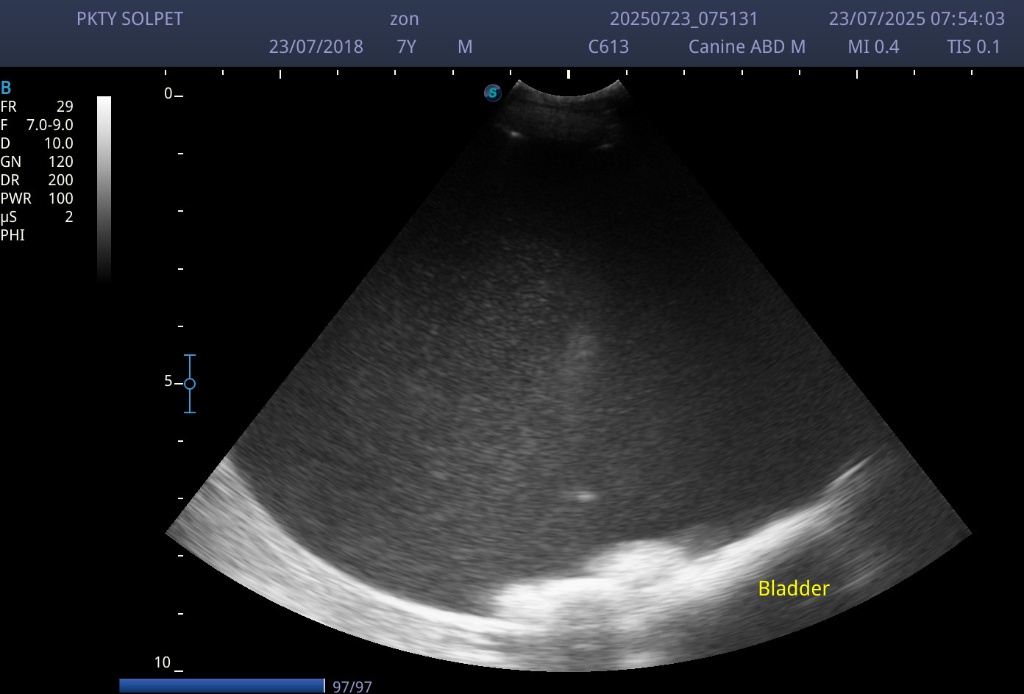 PKTY SOLPET zon 20250723_075131 23/07/2025 07:54:03
23/07/2018 7Y M C613 Canine ABD M MI 0.4 TIS 0.1
B
FR 29
F 7.0-9.0
D 10.0
GN 120
DR 200
PWR 100
µS 2
PHI
S
0
5
Bladder
10
97/97